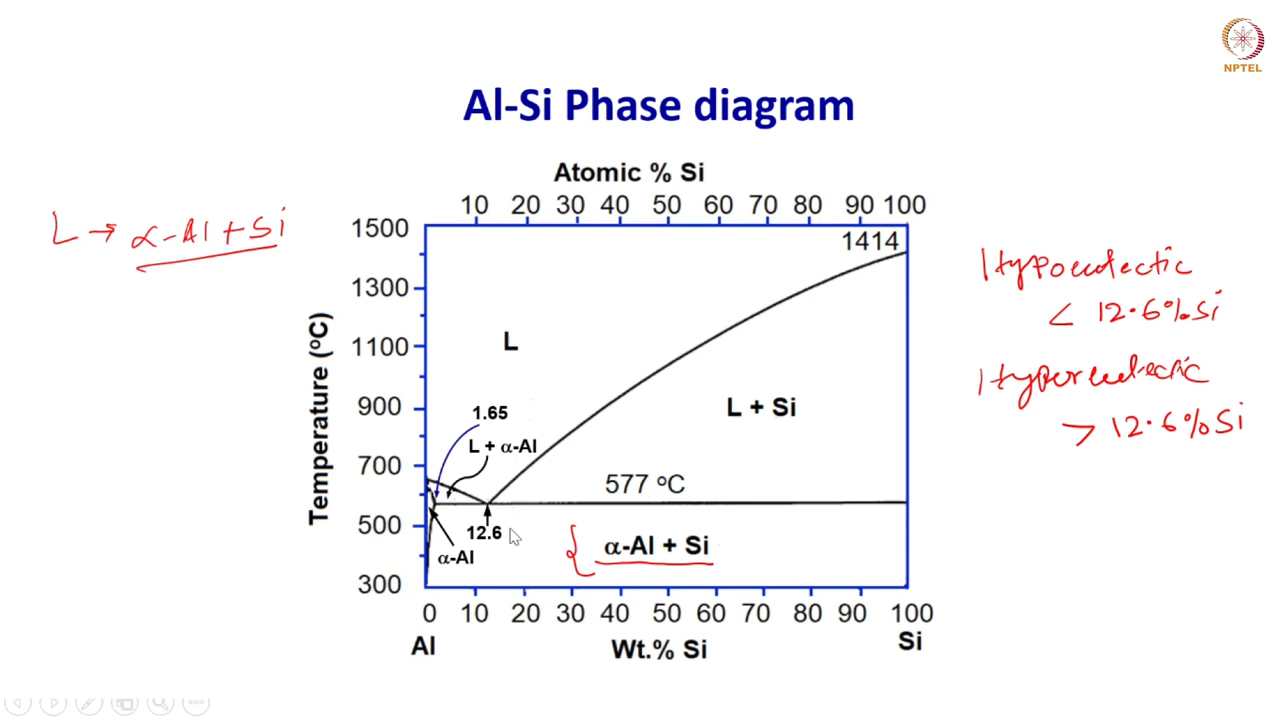 NPTEL
Al-Si Phase diagram
Atomic % Si
10 20 30 40 50 60 70 80 90 100
L → α-Al + Si
Hypoeutectic
< 12.6% Si
Hypereutectic
> 12.6% Si
Temperature (°C)
1500
1300
1100
900
700
500
300
1414
L
L + Si
1.65
L + α-Al
577 °C
12.6
α-Al
α-Al + Si
0 10 20 30 40 50 60 70 80 90 100
Al Wt.% Si Si